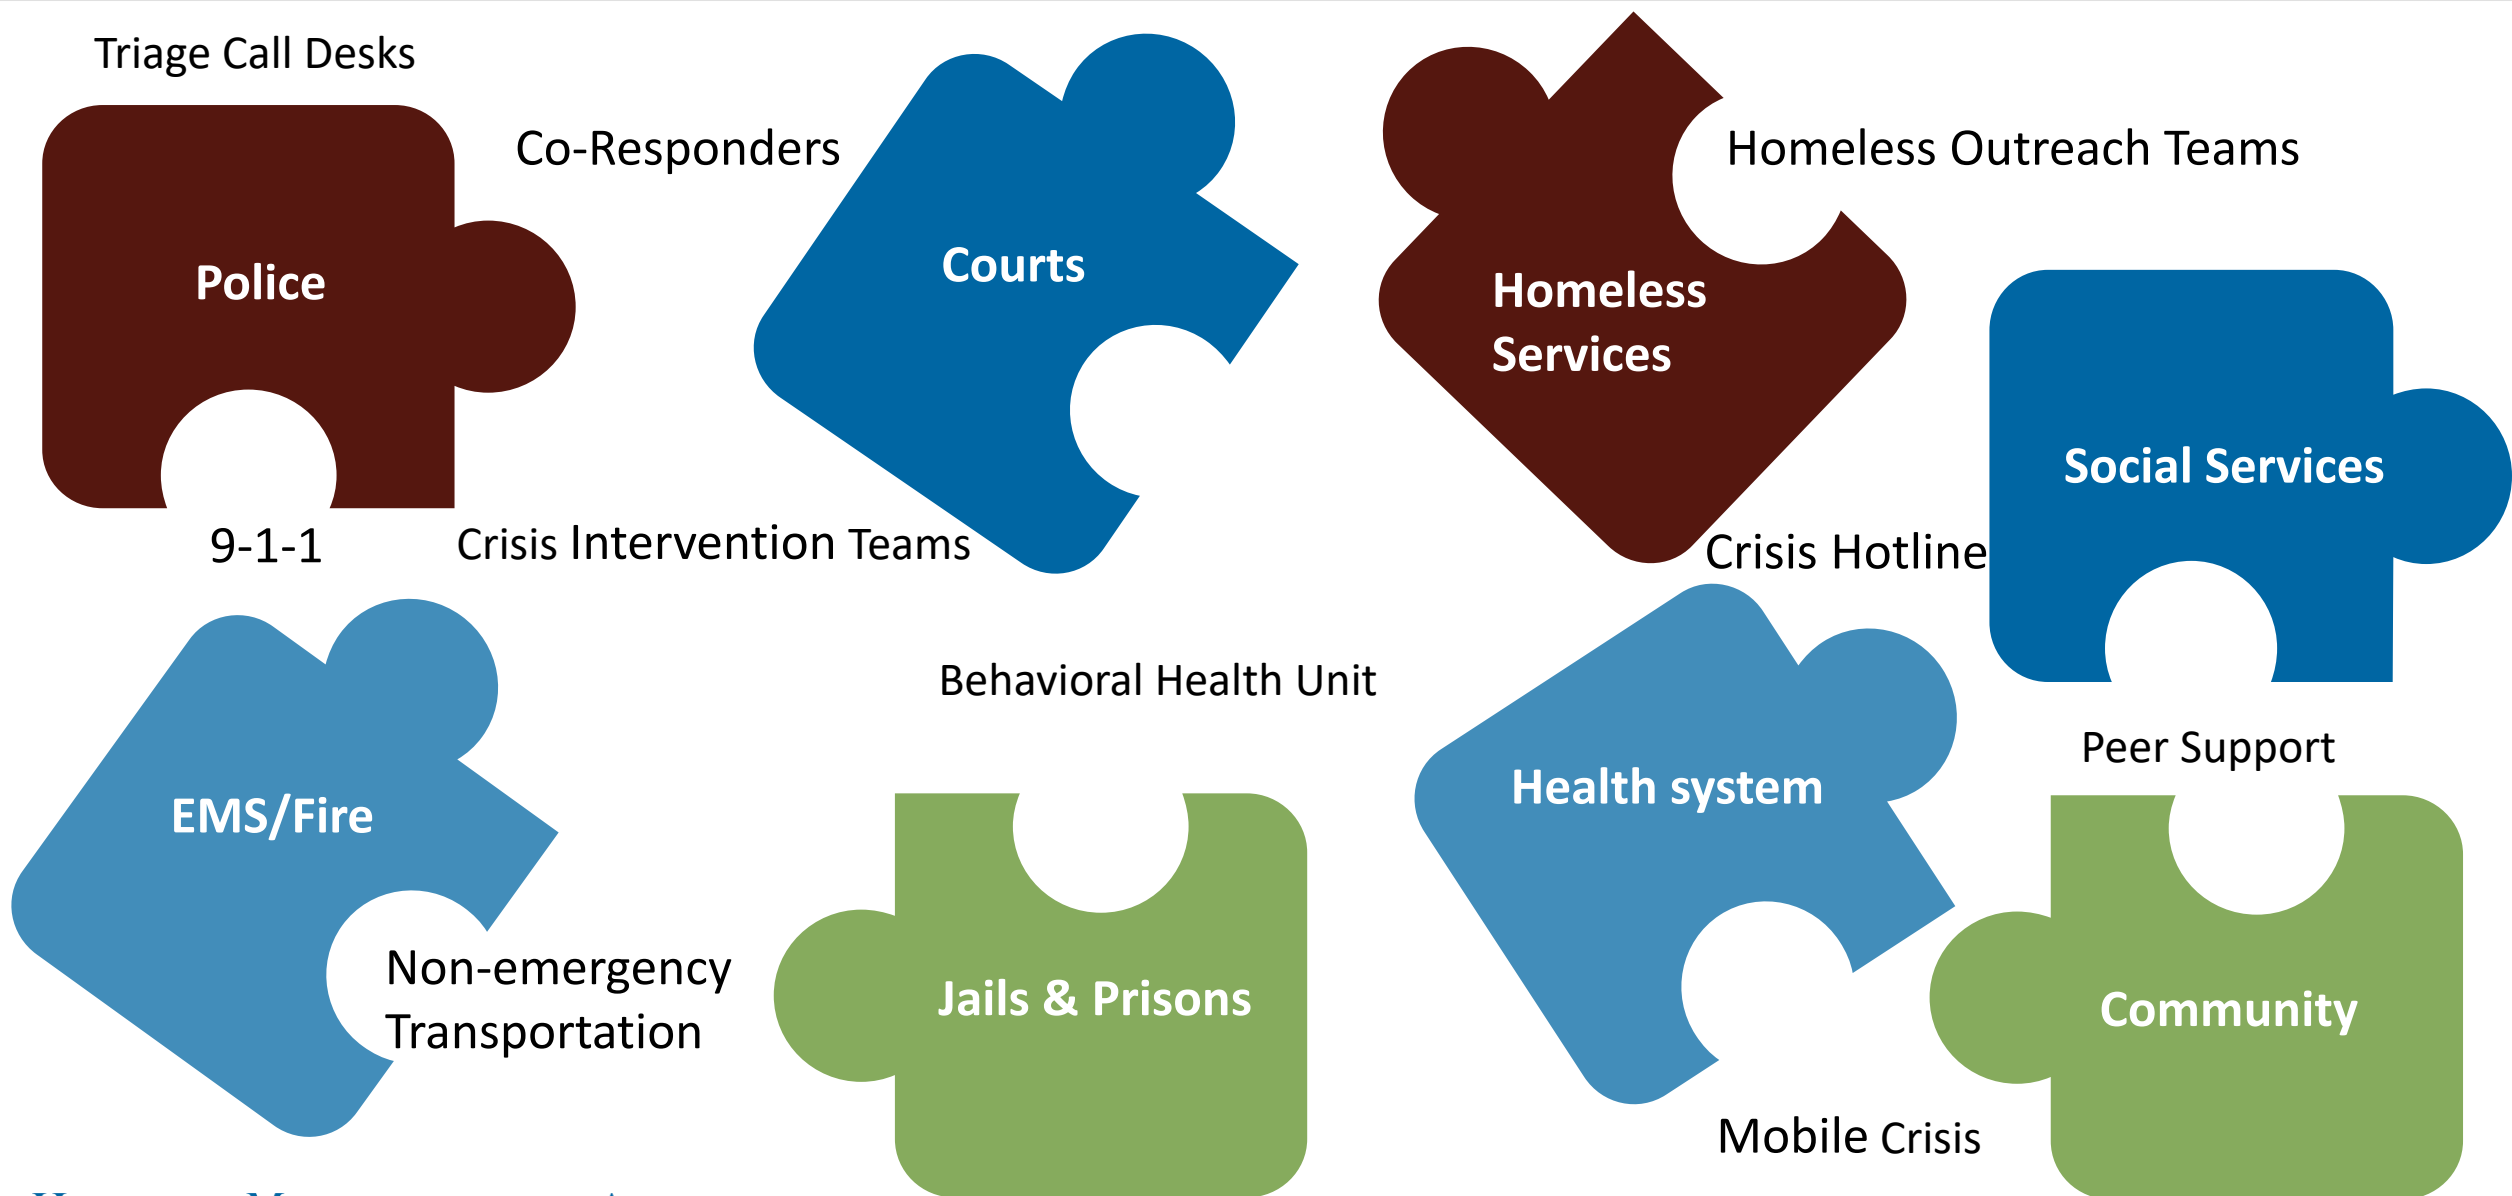 Triage Call Desks
Co-Responders
Homeless Outreach Teams
Police
Courts
Homeless
Services
Social Services
9-1-1
Crisis Intervention Teams
Crisis Hotline
Behavioral Health Unit
Peer Support
EMS/Fire
Health system
Non-emergency
Transportation
Jails & Prisons
Community
Mobile Crisis